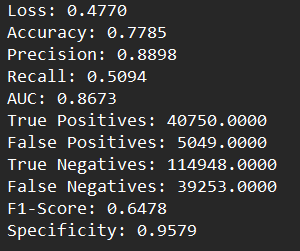 Loss: 0.4770
Accuracy: 0.7785
Precision: 0.8898
Recall: 0.5094
AUC: 0.8673
True Positives: 40750.0000
False Positives: 5049.0000
True Negatives: 114948.0000
False Negatives: 39253.0000
F1-Score: 0.6478
Specificity: 0.9579